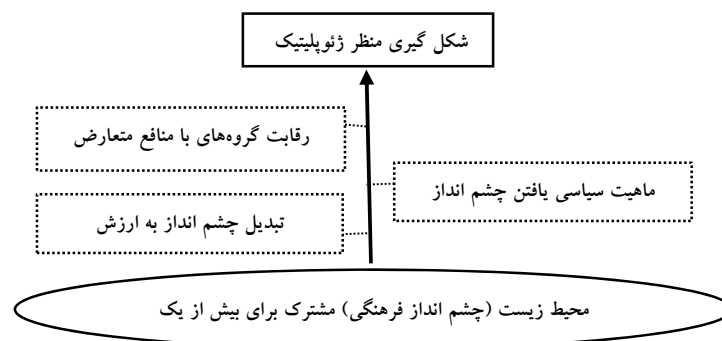 شکل گیری منظر ژئوپلیتیک
رقابت گروه‌های با منافع متعارض
ماهیت سیاسی یافتن چشم انداز
تبدیل چشم انداز به ارزش
محیط زیست (چشم انداز فرهنگی) مشترک برای بیش از یک